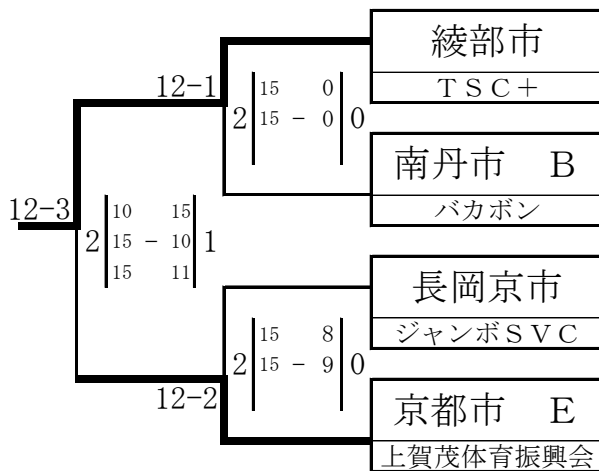 綾部市
ＴＳＣ＋
12-1
15 0
2 15 - 0 0
南丹市　Ｂ
バカボン
12-3
10 15
2 15 - 10 1
15 11
長岡京市
ジャンボＳＶＣ
15 8
2 15 - 9 0
12-2
京都市　Ｅ
上賀茂体育振興会